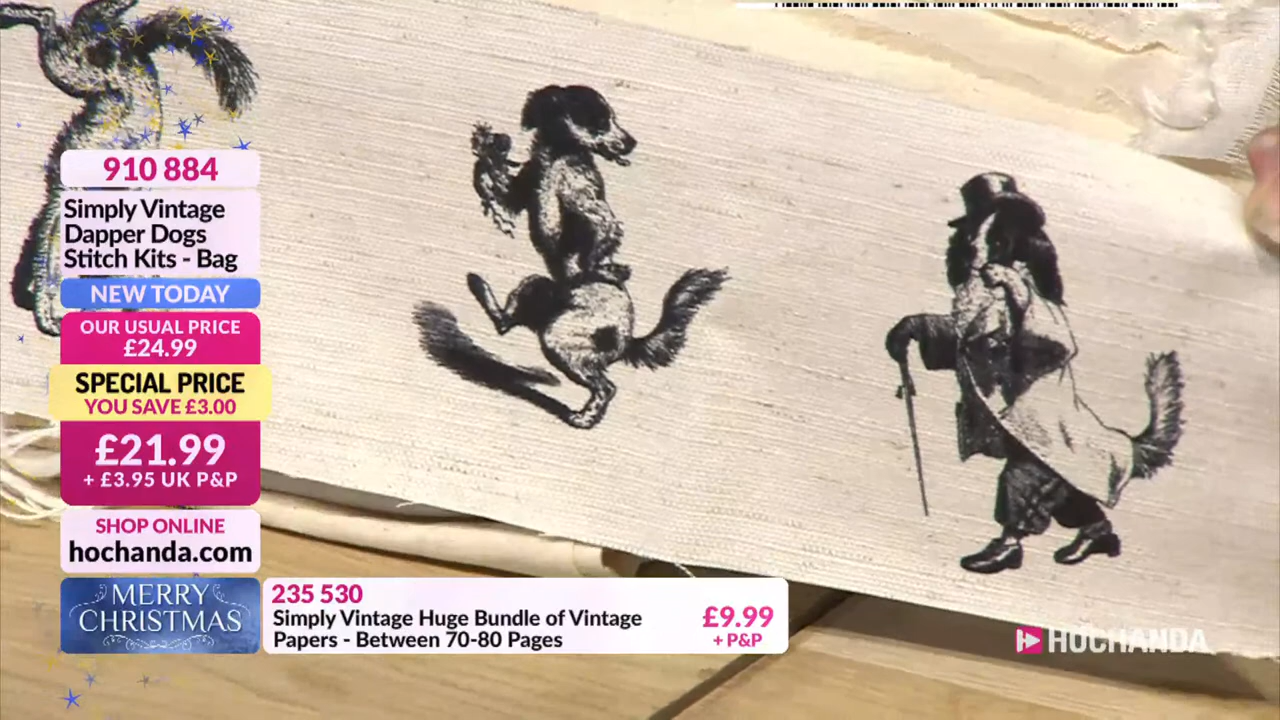 910 884
Simply Vintage
Dapper Dogs
Stitch Kits - Bag
NEW TODAY
OUR USUAL PRICE
£24.99
SPECIAL PRICE
YOU SAVE £3.00
£21.99
+ £3.95 UK P&P
SHOP ONLINE
hochanda.com
MERRY
CHRISTMAS
235 530
Simply Vintage Huge Bundle of Vintage
Papers - Between 70-80 Pages
£9.99
+ P&P
HOCHANDA